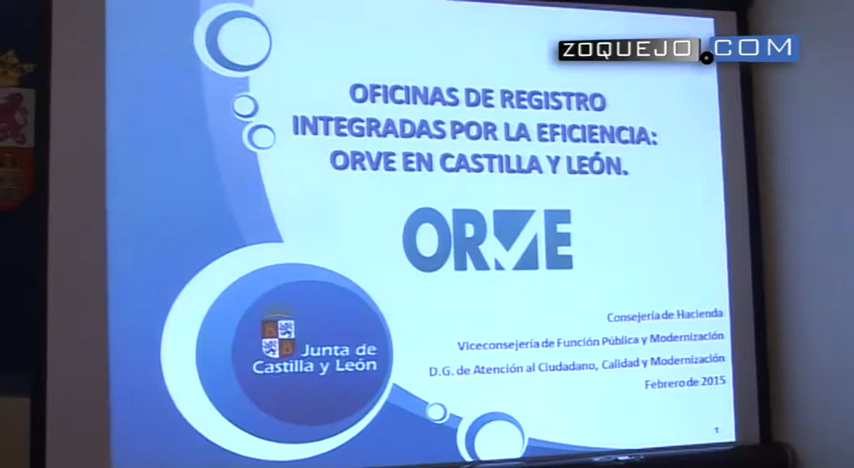 ZOQUEJO.COM
OFICINAS DE REGISTRO
INTEGRADAS POR LA EFICIENCIA:
ORVE EN CASTILLA Y LEÓN.
ORVE
Consejería de Hacienda
Viceconsejería de Función Pública y Modernización
D.G. de Atención al Ciudadano, Calidad y Modernización
Febrero de 2015
Junta de
Castilla y León
1